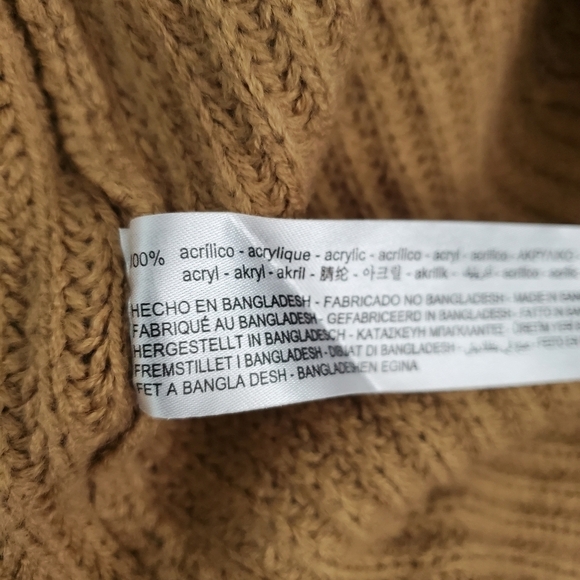 100% acrílico - acrylique - acrylic - acrílico - acryl - acrilico -
acryl - akryl - akril - 腈纶 - 아크릴 - akrilik -
HECHO EN BANGLADESH - FABRICADO NO BANGLADESH - MADE IN
FABRIQUÉ AU BANGLADESH - GEFABRICEERD IN BANGLADESH - FATTO IN
HERGESTELLT IN BANGLADESCH - ΚΑΤΑΣΚΕΥΗ ΜΠΑΓΚΛΑΝΤΕΣ -
FREMSTILLET I BANGLADESH - DIBUAT DI BANGLADESH -
FET A BANGLA DESH - BANGLADESHEN EGINA